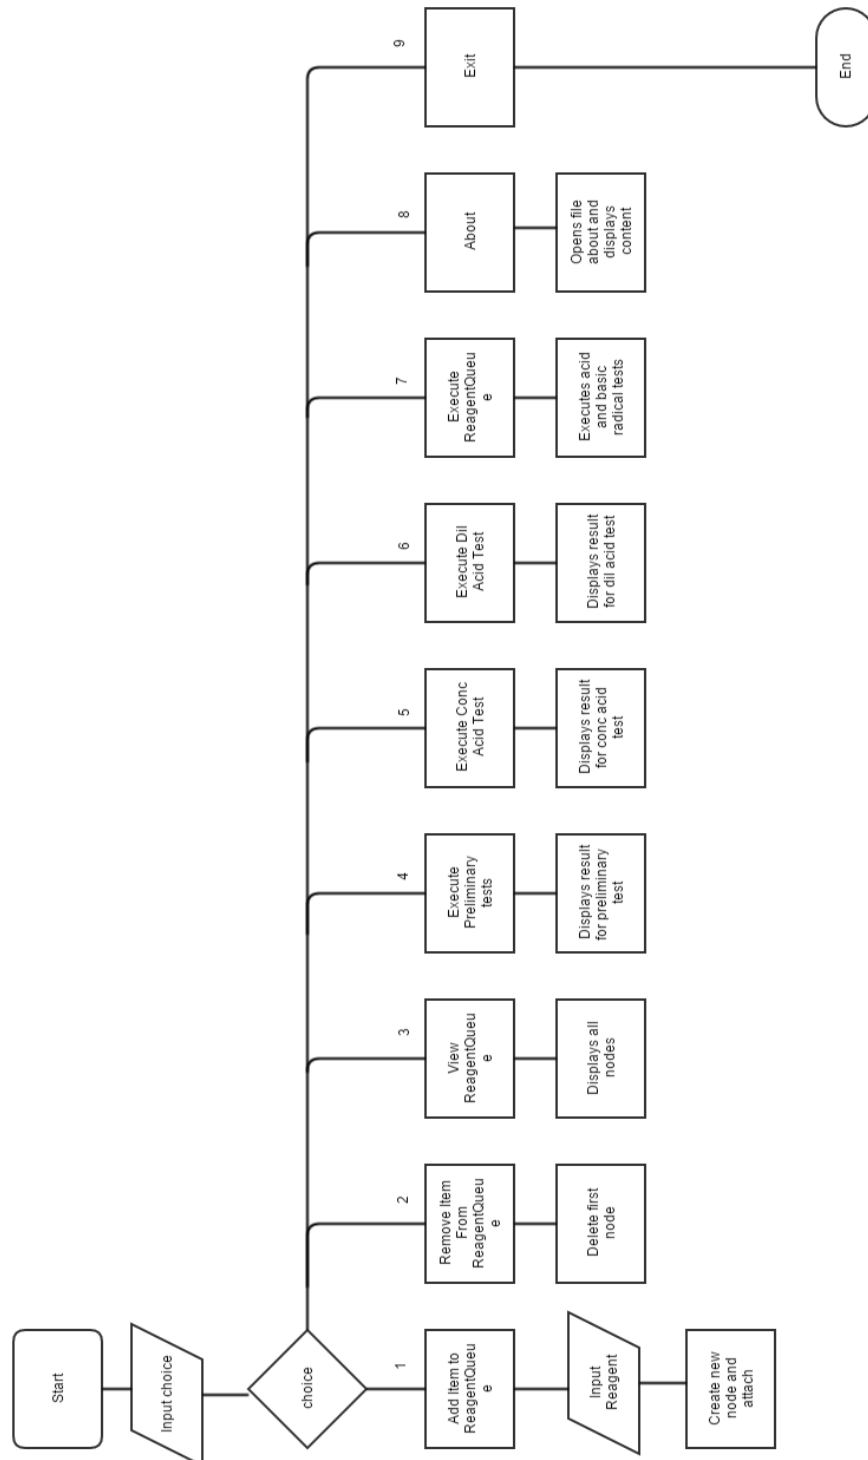 Start
Input choice
choice
1
Add Item to
ReagentQueu
e
Input
Reagent
Create new
node and
attach
2
Remove Item
From
ReagentQueu
e
Delete first
node
3
View
ReagentQueu
e
Displays all
nodes
4
Execute
Preliminary
tests
Displays result
for preliminary
test
5
Execute Conc
Acid Test
Displays result
for conc acid
test
6
Execute Dil
Acid Test
Displays result
for dil acid test
7
Execute
ReagentQueu
e
Executes acid
and basic
radical tests
8
About
Opens file
about and
displays
content
9
Exit
End